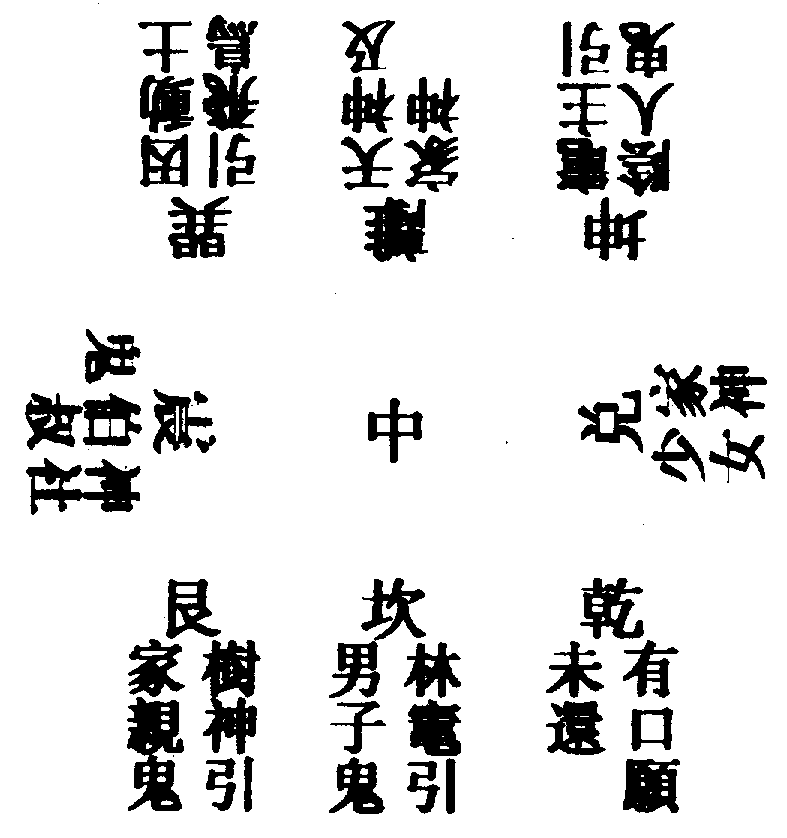 巽
因動土
引飛鳥
離
天神及
家神
坤
竈主引
陰人鬼
震
神社
伯叔
鬼
中
兌
家神
少女
艮
樹神引
家親鬼
坎
林竈引
男子鬼
乾
有口願
未還